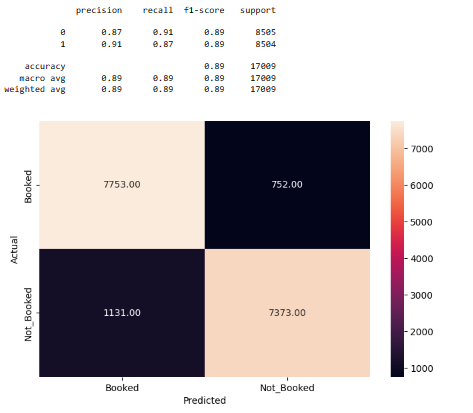 precision recall f1-score support
0 0.87 0.91 0.89 8505
1 0.91 0.87 0.89 8504
accuracy 0.89 17009
macro avg 0.89 0.89 0.89 17009
weighted avg 0.89 0.89 0.89 17009
Booked
7753.00 752.00
Actual
Not_Booked
1131.00 7373.00
Booked Not_Booked
Predicted
7000
6000
5000
4000
3000
2000
1000